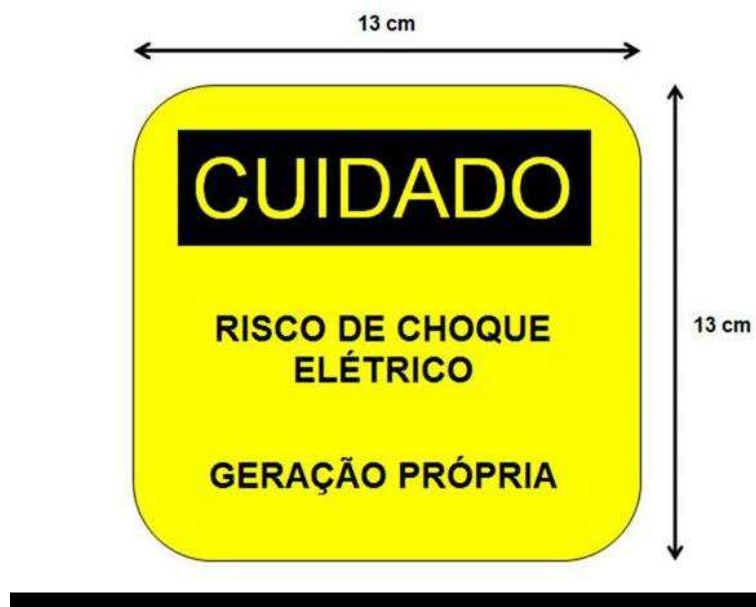 13 cm
CUIDADO
RISCO DE CHOQUE
ELÉTRICO
13 cm
GERAÇÃO PRÓPRIA